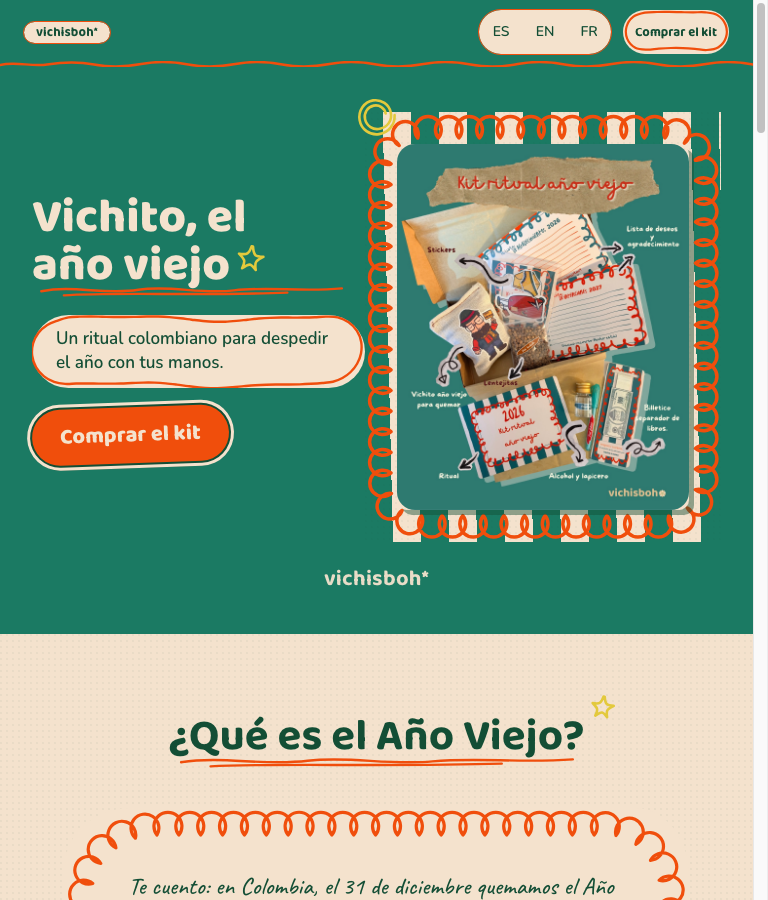 vichisboh*
ES EN FR
Comprar el kit
Vichito, el
año viejo
Un ritual colombiano para despedir
el año con tus manos.
Comprar el kit
Kit ritual año viejo
Stickers
Lista de deseos
y
agradecimiento
2026
2027
Lentejitas
Vichito año viejo
para quemar
2026
Kit ritual
año viejo
Billetico
separador de
libros.
Ritual
Alcohol y lapicero
vichisboh
vichisboh*
¿Qué es el Año Viejo?
Te cuento: en Colombia, el 31 de diciembre quemamos el Año